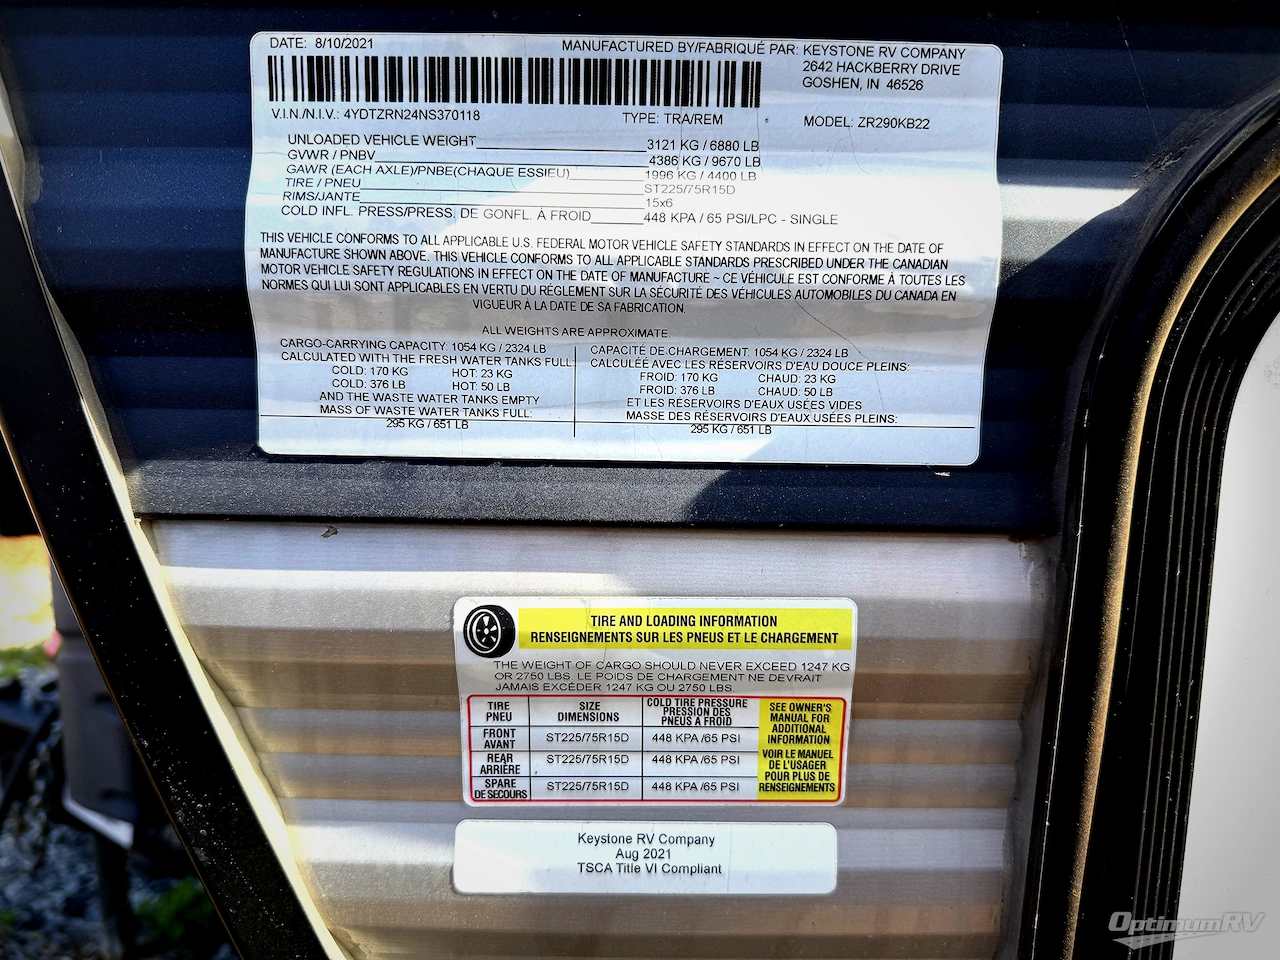 DATE: 8/10/2021 MANUFACTURED BY/FABRIQUÉ PAR: KEYSTONE RV COMPANY
2642 HACKBERRY DRIVE
GOSHEN, IN 46526
V.I.N./N.I.V.: 4YDTZRN24NS370118 TYPE: TRA/REM MODEL: ZR290KB22
UNLOADED VEHICLE WEIGHT 3121 KG / 6880 LB
GVWR / PNBV 4386 KG / 9670 LB
GAWR (EACH AXLE)/PNBE(CHAQUE ESSIEU) 1996 KG / 4400 LB
TIRE / PNEU ST225/75R15D
RIMS/JANTE 15x6
COLD INFL. PRESS/PRESS, DE GONFL. À FROID 448 KPA / 65 PSI/LPC - SINGLE
THIS VEHICLE CONFORMS TO ALL APPLICABLE U.S. FEDERAL MOTOR VEHICLE SAFETY STANDARDS IN EFFECT ON THE DATE OF
MANUFACTURE SHOWN ABOVE. THIS VEHICLE CONFORMS TO ALL APPLICABLE STANDARDS PRESCRIBED UNDER THE CANADIAN
MOTOR VEHICLE SAFETY REGULATIONS IN EFFECT ON THE DATE OF MANUFACTURE ~ CE VÉHICULE EST CONFORME À TOUTES LES
NORMES QUI LUI SONT APPLICABLES EN VERTU DU RÉGLEMENT SUR LA SÉCURITÉ DES VÉHICULES AUTOMOBILES DU CANADA EN
VIGUEUR À LA DATE DE SA FABRICATION.
ALL WEIGHTS ARE APPROXIMATE
CARGO-CARRYING CAPACITY: 1054 KG / 2324 LB
CALCULATED WITH THE FRESH WATER TANKS FULL:
COLD: 170 KG HOT: 23 KG
COLD: 376 LB HOT: 50 LB
AND THE WASTE WATER TANKS EMPTY
MASS OF WASTE WATER TANKS FULL:
295 KG / 651 LB
CAPACITÉ DE CHARGEMENT: 1054 KG / 2324 LB
CALCULÉE AVEC LES RÉSERVOIRS D'EAU DOUCE PLEINS:
FROID: 170 KG CHAUD: 23 KG
FROID: 376 LB CHAUD: 50 LB
ET LES RÉSERVOIRS D'EAUX USÉES VIDES
MASSE DES RÉSERVOIRS D'EAUX USÉES PLEINS:
295 KG / 651 LB
TIRE AND LOADING INFORMATION
RENSEIGNEMENTS SUR LES PNEUS ET LE CHARGEMENT
THE WEIGHT OF CARGO SHOULD NEVER EXCEED 1247 KG
OR 2750 LBS. LE POIDS DE CHARGEMENT NE DEVRAIT
JAMAIS EXCÉDER 1247 KG OU 2750 LBS.
TIRE
PNEU
SIZE
DIMENSIONS
COLD TIRE PRESSURE
PRESSION DES
PNEUS A FROID
FRONT
AVANT
ST225/75R15D 448 KPA /65 PSI
REAR
ARRIÈRE
ST225/75R15D 448 KPA /65 PSI
SPARE
DE SECOURS
ST225/75R15D 448 KPA /65 PSI
SEE OWNER'S
MANUAL FOR
ADDITIONAL
INFORMATION
VOIR LE MANUEL
DE L'USAGER
POUR PLUS DE
RENSEIGNEMENTS
Keystone RV Company
Aug 2021
TSCA Title VI Compliant
OPTIMUMRV